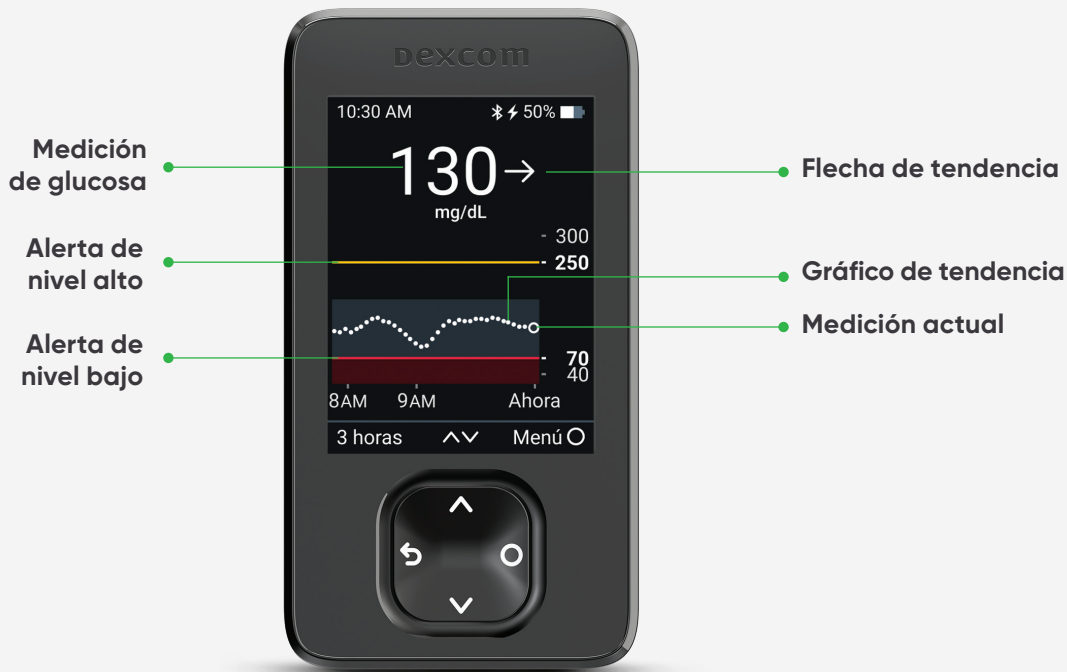 Dexcom
10:30 AM 50%
Medición
de glucosa
130
mg/dL
Flecha de tendencia
300
Alerta de
nivel alto
250
Gráfico de tendencia
Medición actual
Alerta de
nivel bajo
70
40
8AM 9AM Ahora
3 horas Menú